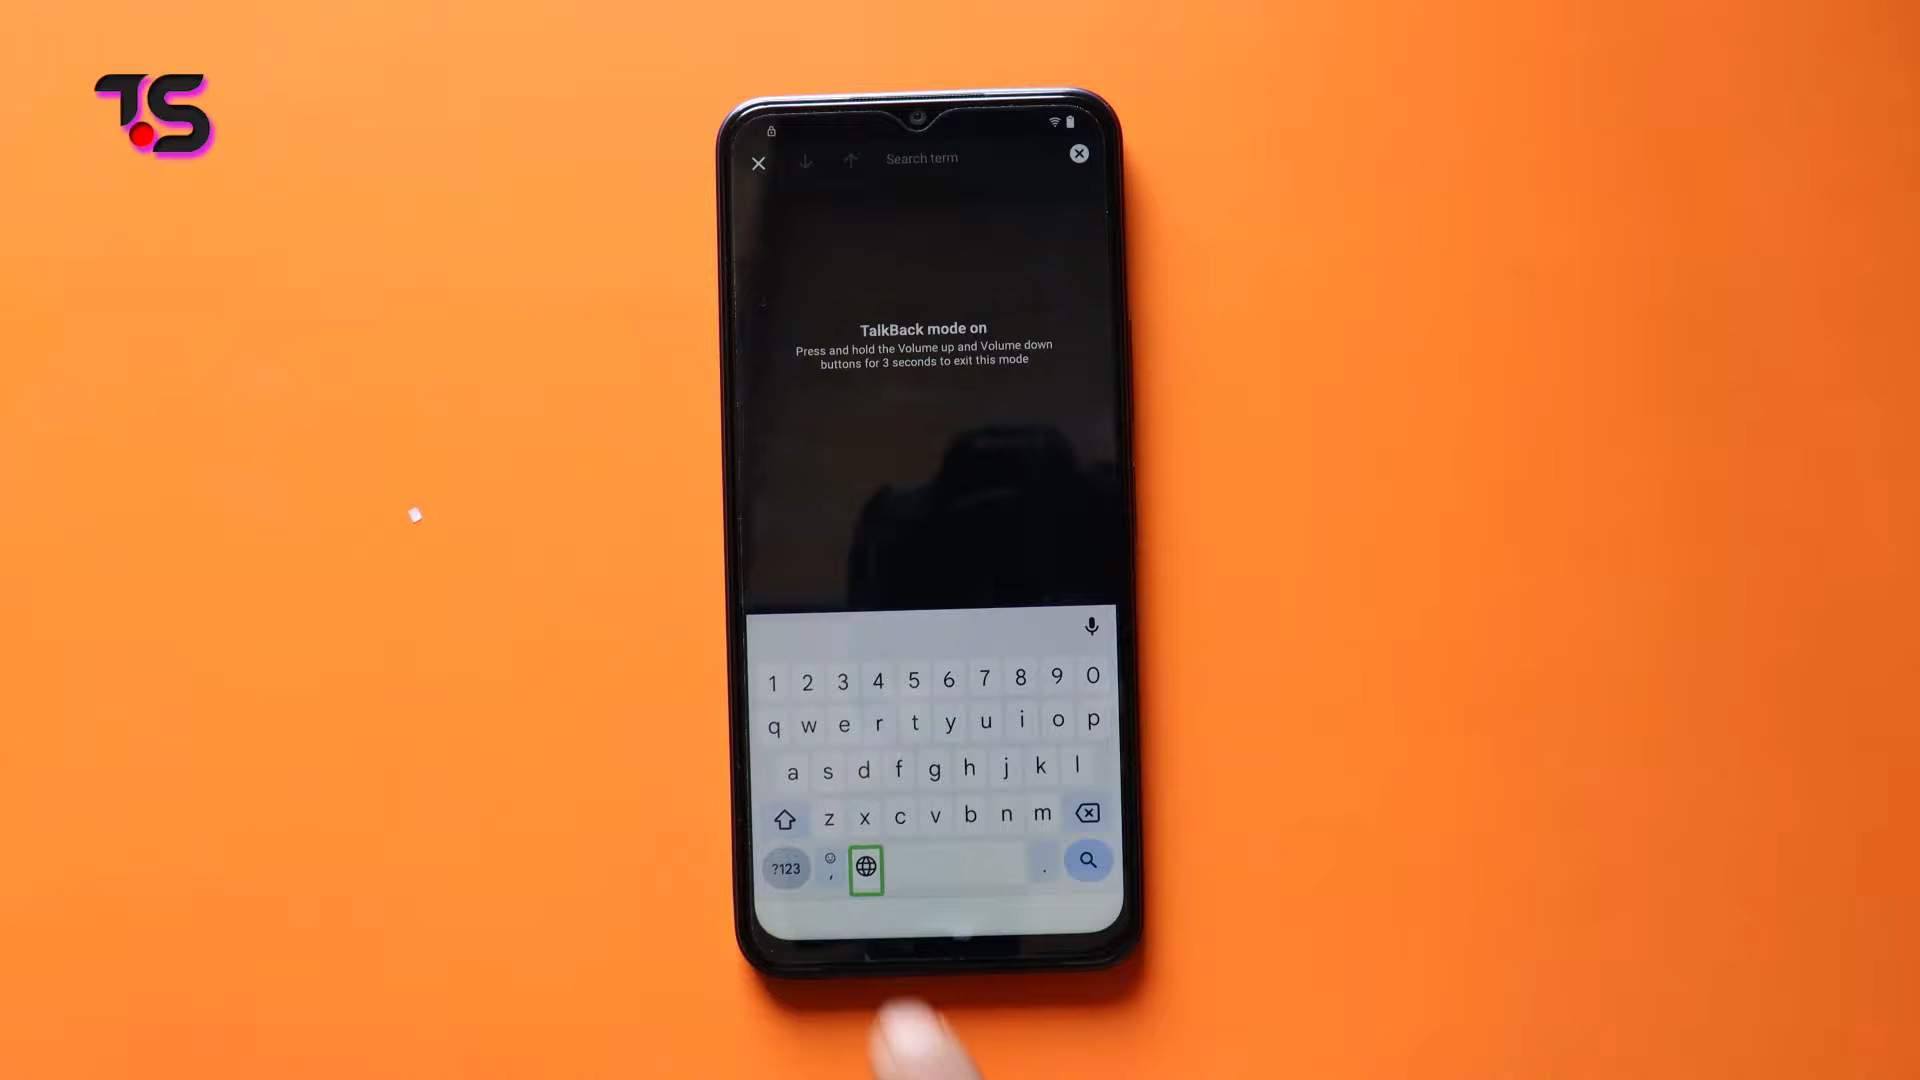 T.S
Search term
TalkBack mode on
Press and hold the Volume up and Volume down
buttons for 3 seconds to exit this mode
1 2 3 4 5 6 7 8 9 0
q w e r t y u i o p
a s d f g h j k l
z x c v b n m
?123 , .